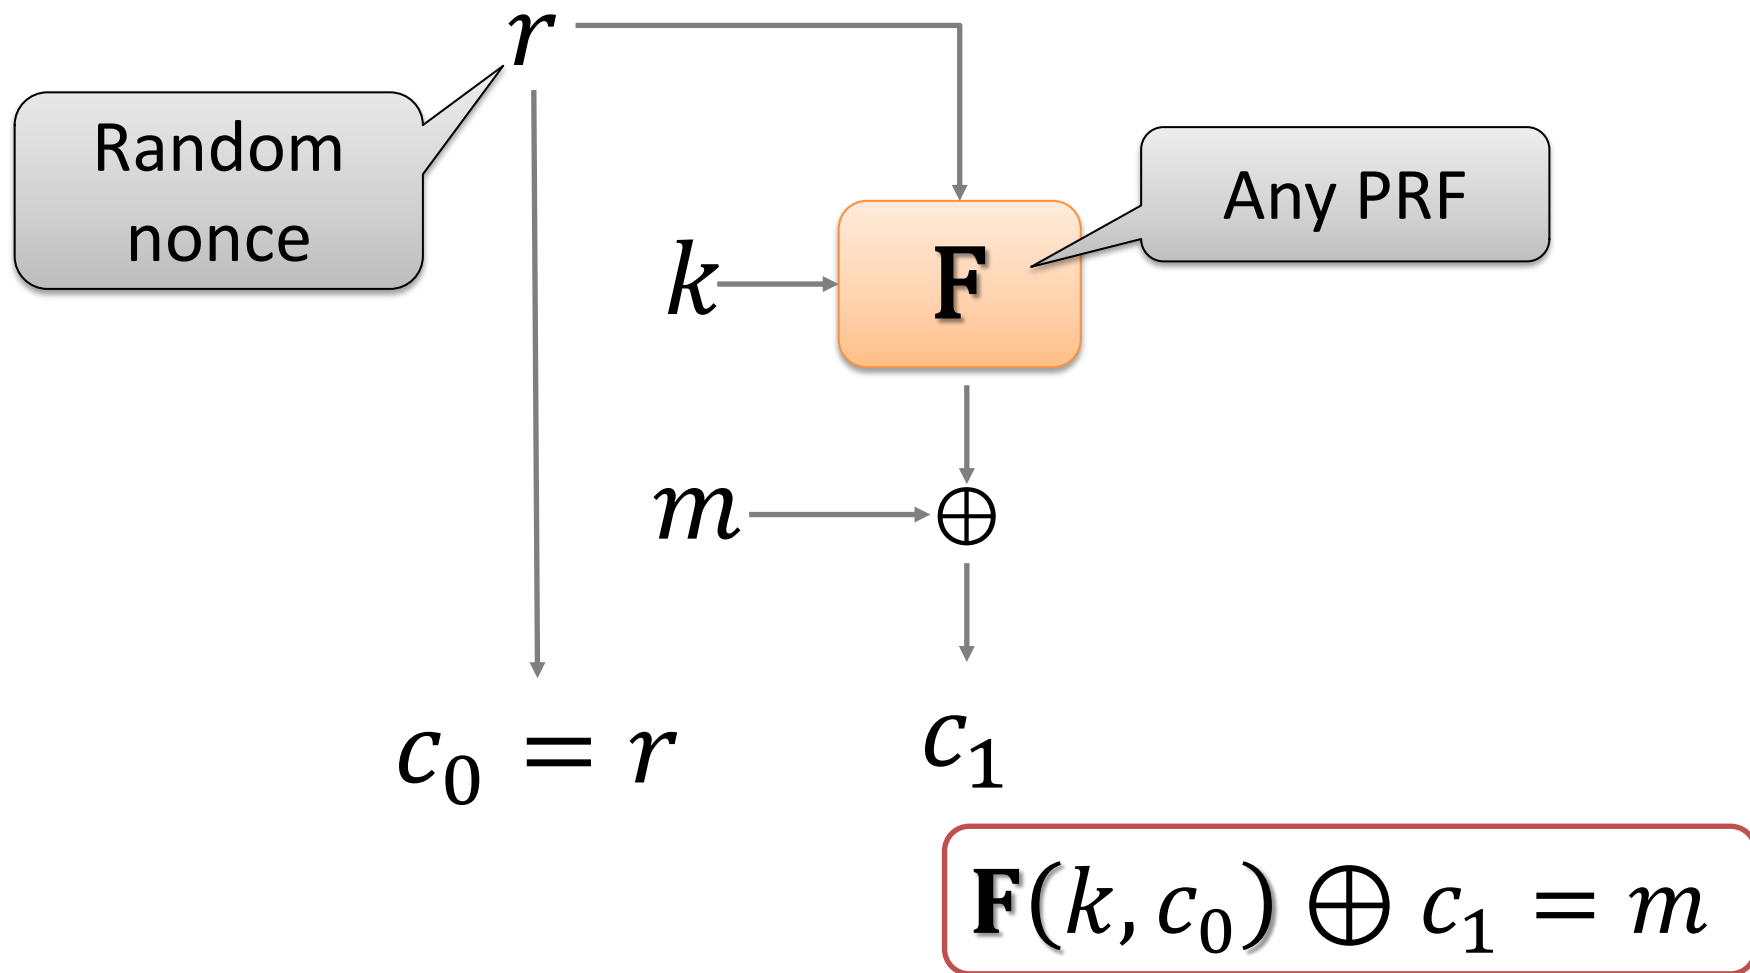 r
Random
nonce
Any PRF
k
F
m
⊕
c₀ = r
c₁
F(k, c₀) ⊕ c₁ = m